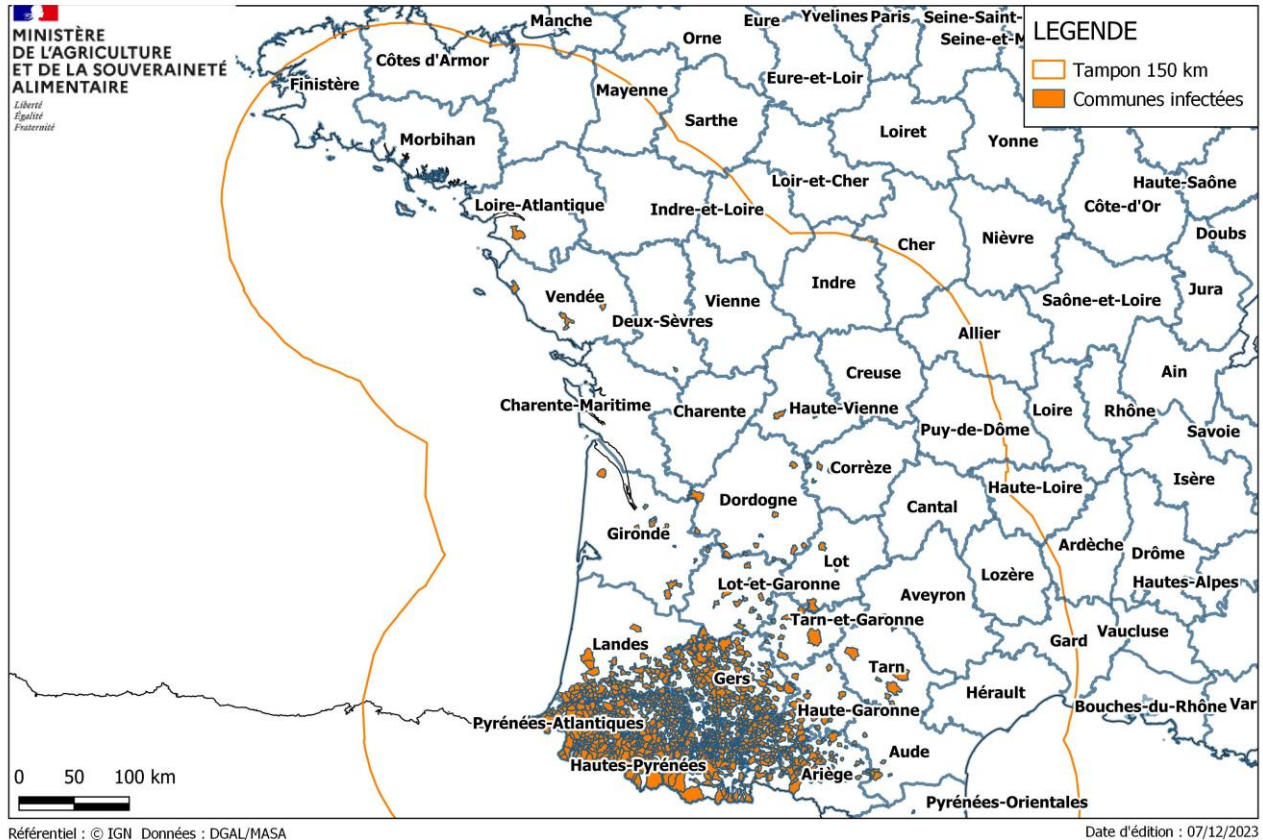 MINISTÈRE
DE L'AGRICULTURE
ET DE LA SOUVERAINETÉ
ALIMENTAIRE
Liberté
Égalité
Fraternité
LEGENDE
Tampon 150 km
Communes infectées
Manche
Eure
Yvelines
Paris
Seine-Saint-
Orne
Seine-et-M
Côtes d'Armor
Finistère
Eure-et-Loir
Mayenne
Sarthe
Loiret
Yonne
Morbihan
Loir-et-Cher
Haute-Saône
Loire-Atlantique
Indre-et-Loire
Côte-d'Or
Doubs
Cher
Nièvre
Indre
Jura
Vendée
Vienne
Saône-et-Loire
Deux-Sèvres
Allier
Ain
Creuse
Charente-Maritime
Charente
Haute-Vienne
Loire
Rhône
Puy-de-Dôme
Savoie
Corrèze
Isère
Haute-Loire
Dordogne
Cantal
Gironde
Ardèche
Drôme
Lot
Lozère
Hautes-Alpes
Lot-et-Garonne
Aveyron
Tarn-et-Garonne
Vaucluse
Landes
Gard
Tarn
Gers
Hérault
Haute-Garonne
Bouches-du-Rhône
Var
Pyrénées-Atlantiques
Aude
Hautes-Pyrénées
Ariège
Pyrénées-Orientales
0 50 100 km
Référentiel : © IGN Données : DGAL/MASA
Date d'édition : 07/12/2023